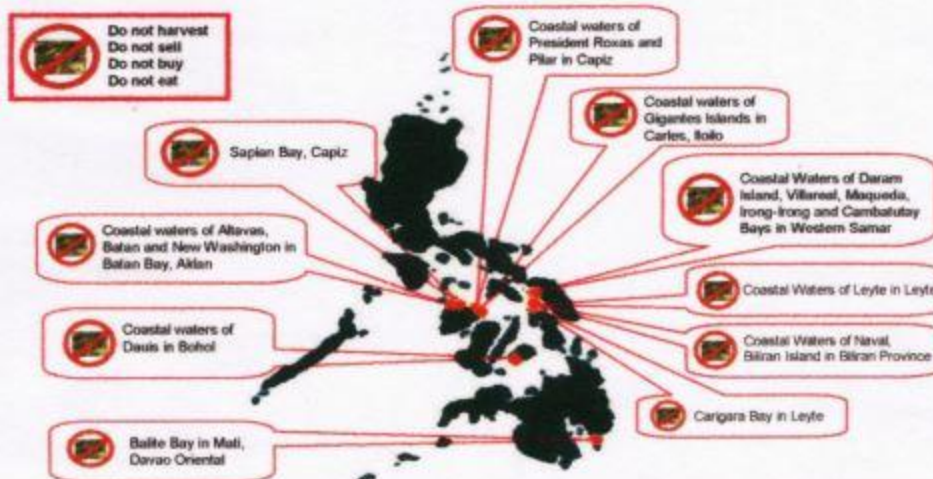 Do not harvest
Do not sell
Do not buy
Do not eat
Coastal waters of
President Roxas and
Pilar in Capiz
Coastal waters of
Gigantes Islands in
Carles, Iloilo
Sapian Bay, Capiz
Coastal Waters of Daram
Island, Villareal, Maqueda,
Irong-Irong and Cambatutay
Bays in Western Samar
Coastal waters of Altavas,
Batan and New Washington in
Batan Bay, Aklan
Coastal Waters of Leyte in Leyte
Coastal waters of
Dauis in Bohol
Coastal Waters of Naval,
Biliran Island in Biliran Province
Carigara Bay in Leyte
Balite Bay in Mati,
Davao Oriental